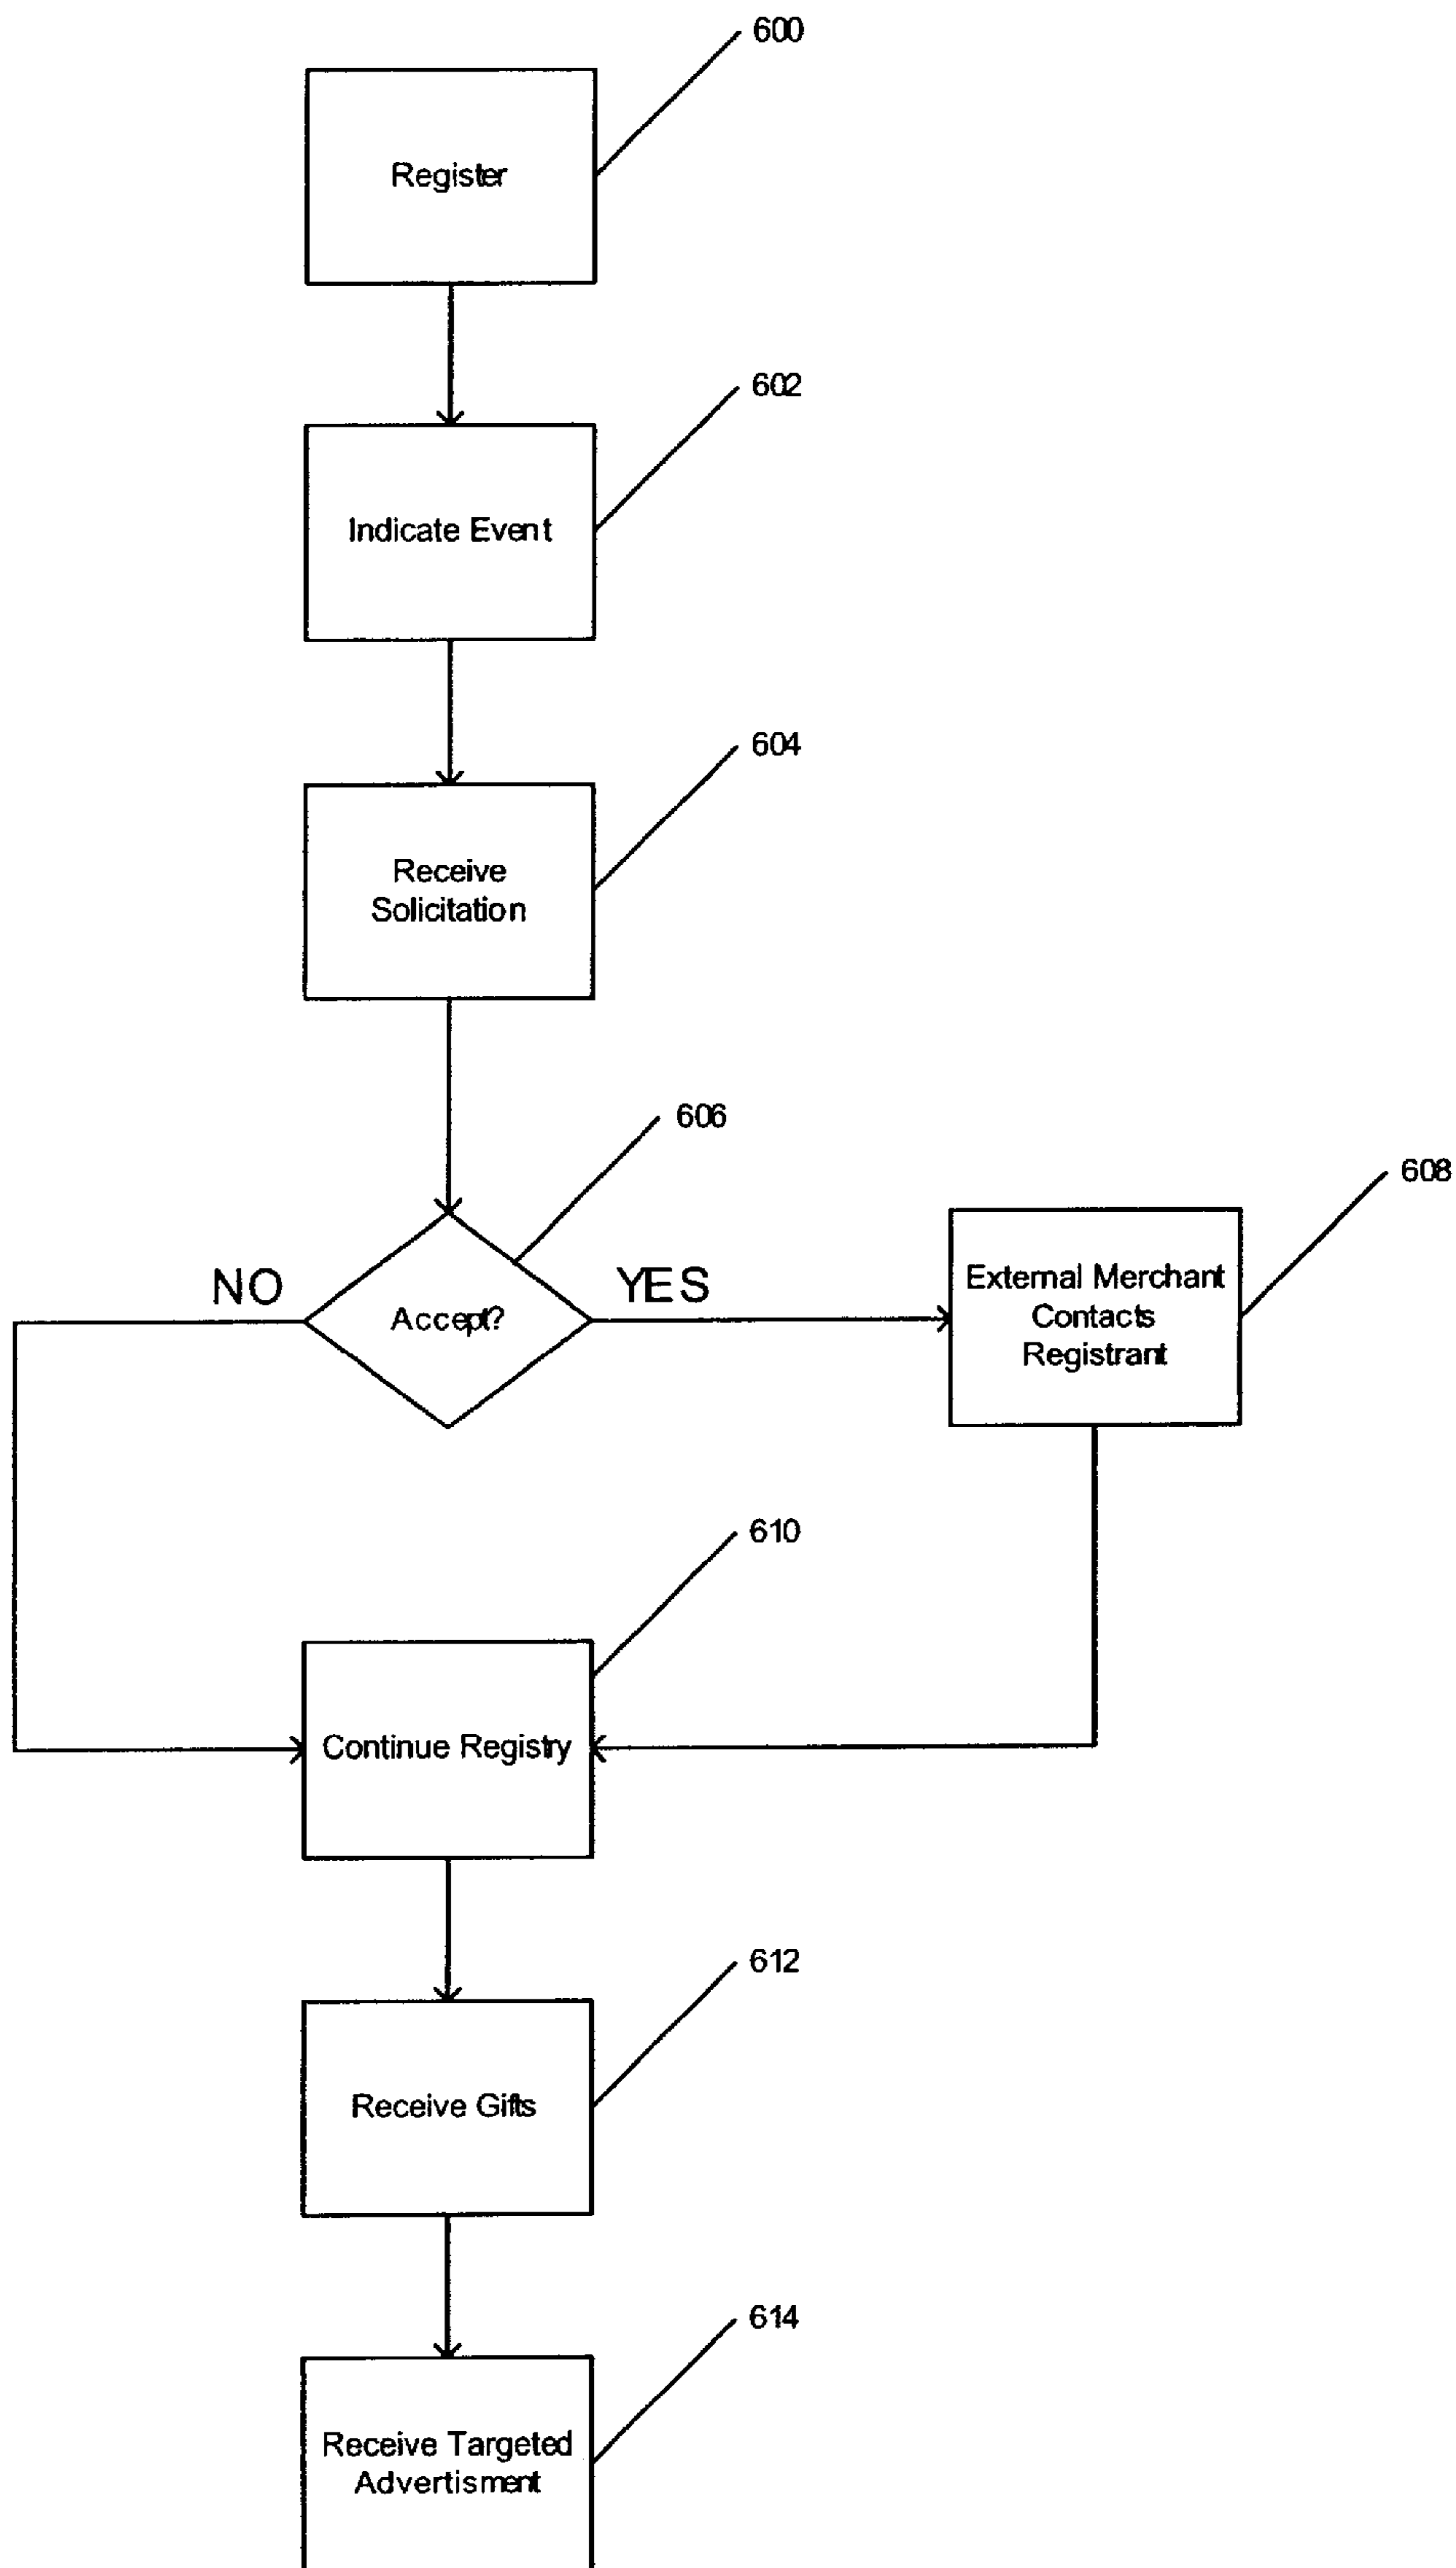 600
Register
602
Indicate Event
604
Receive
Solicitation
606
608
NO
YES
Accept?
External Merchant
Contacts
Registrant
610
Continue Registry
612
Receive Gifts
614
Receive Targeted
Advertisment